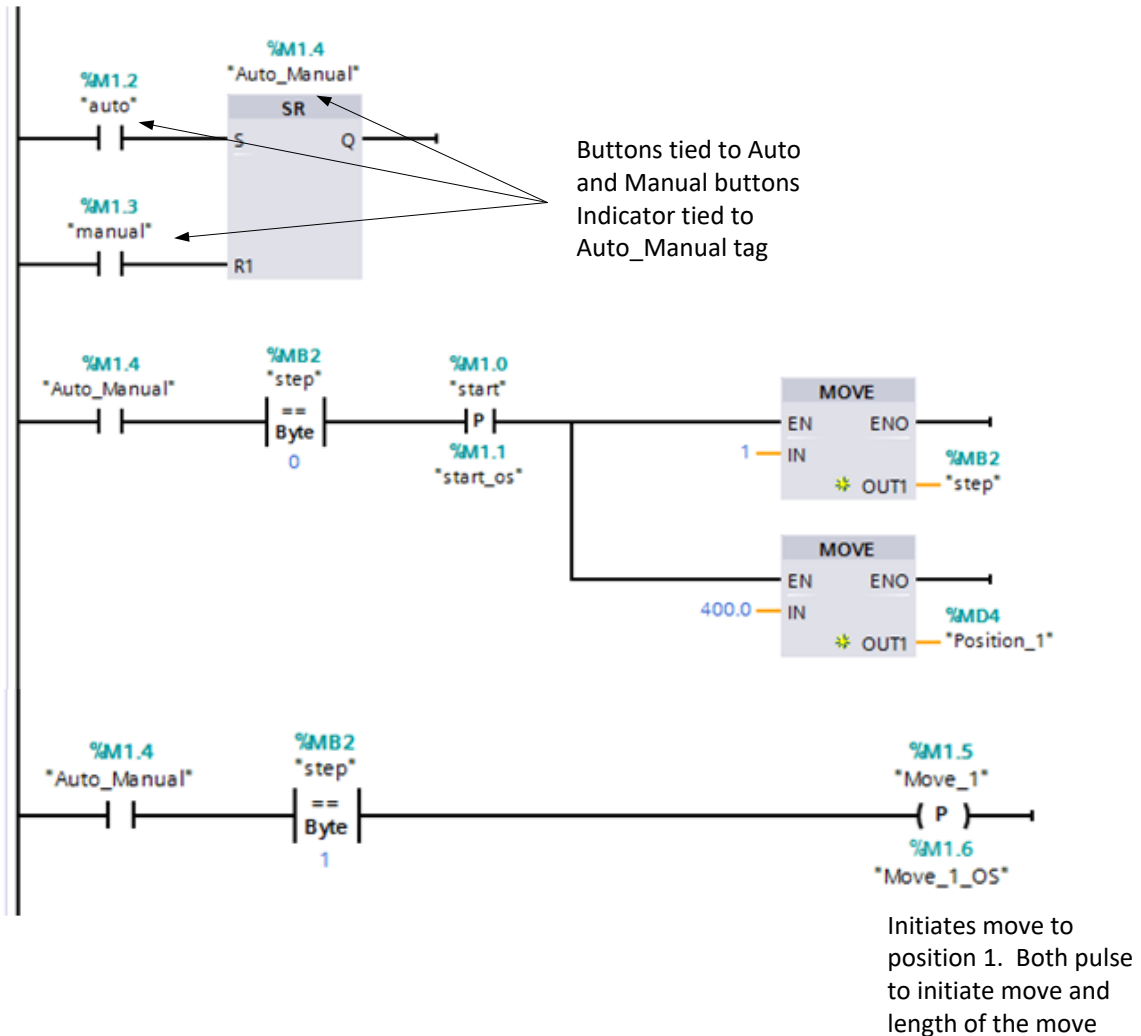 %M1.4
"Auto_Manual"
%M1.2
"auto"
SR
S Q
%M1.3
"manual"
R1
Buttons tied to Auto
and Manual buttons
Indicator tied to
Auto_Manual tag
%M1.4
"Auto_Manual"
%MB2
"step"
==
Byte
0
%M1.0
"start"
P
%M1.1
"start_os"
MOVE
EN ENO
1 IN
%MB2
OUT1 "step"
MOVE
EN ENO
400.0 IN
%MD4
OUT1 "Position_1"
%M1.4
"Auto_Manual"
%MB2
"step"
==
Byte
1
%M1.5
"Move_1"
( P )
%M1.6
"Move_1_OS"
Initiates move to
position 1.  Both pulse
to initiate move and
length of the move